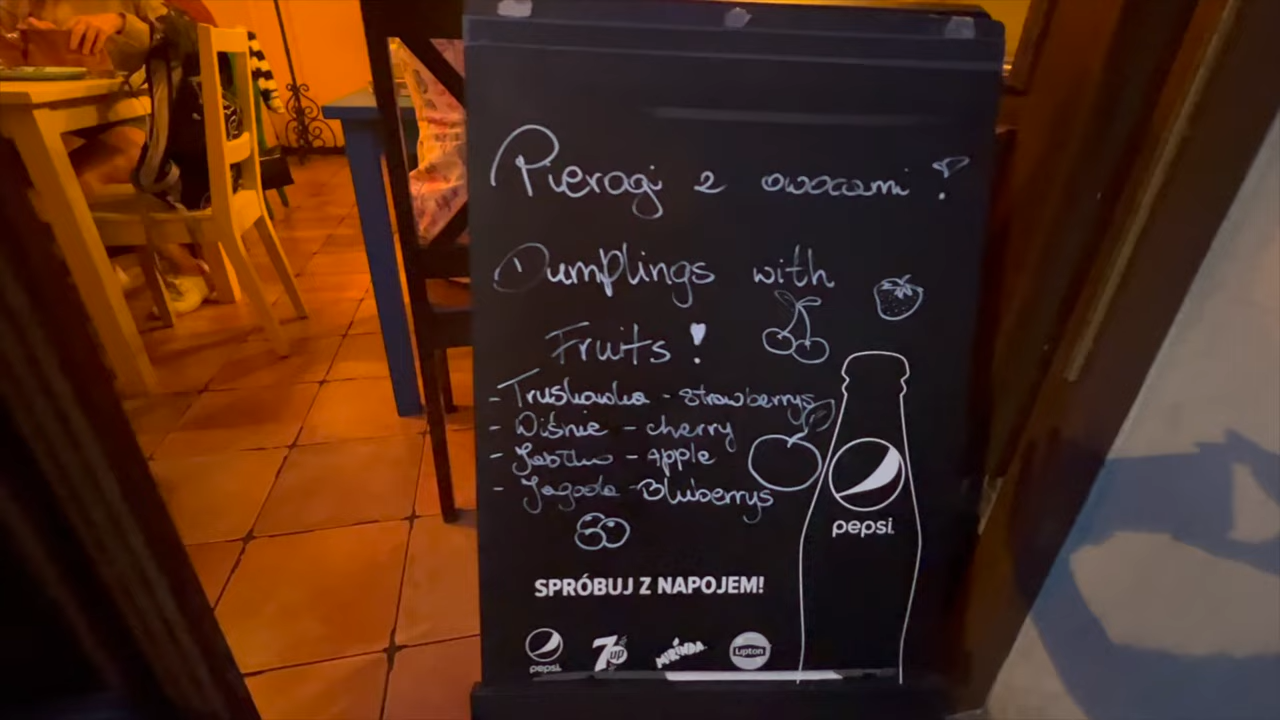 Pierogi z owocami !
Dumplings with
Fruits !
- Truskawka - strawberrys
- Wiśnie - cherry
- Jabłko - Apple
- Jagoda - Bluberrys
pepsi
SPRÓBUJ Z NAPOJEM!
pepsi 7up MIRINDA Lipton